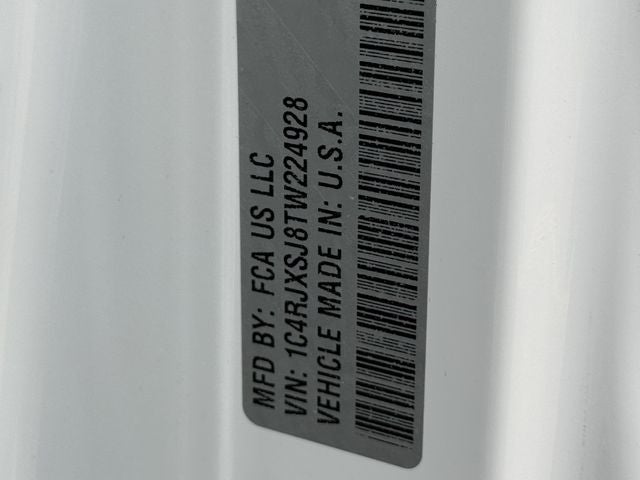 MFD BY: FCA US LLC
VIN: 1C4RJXSJ8TW224928
VEHICLE MADE IN: U.S.A.